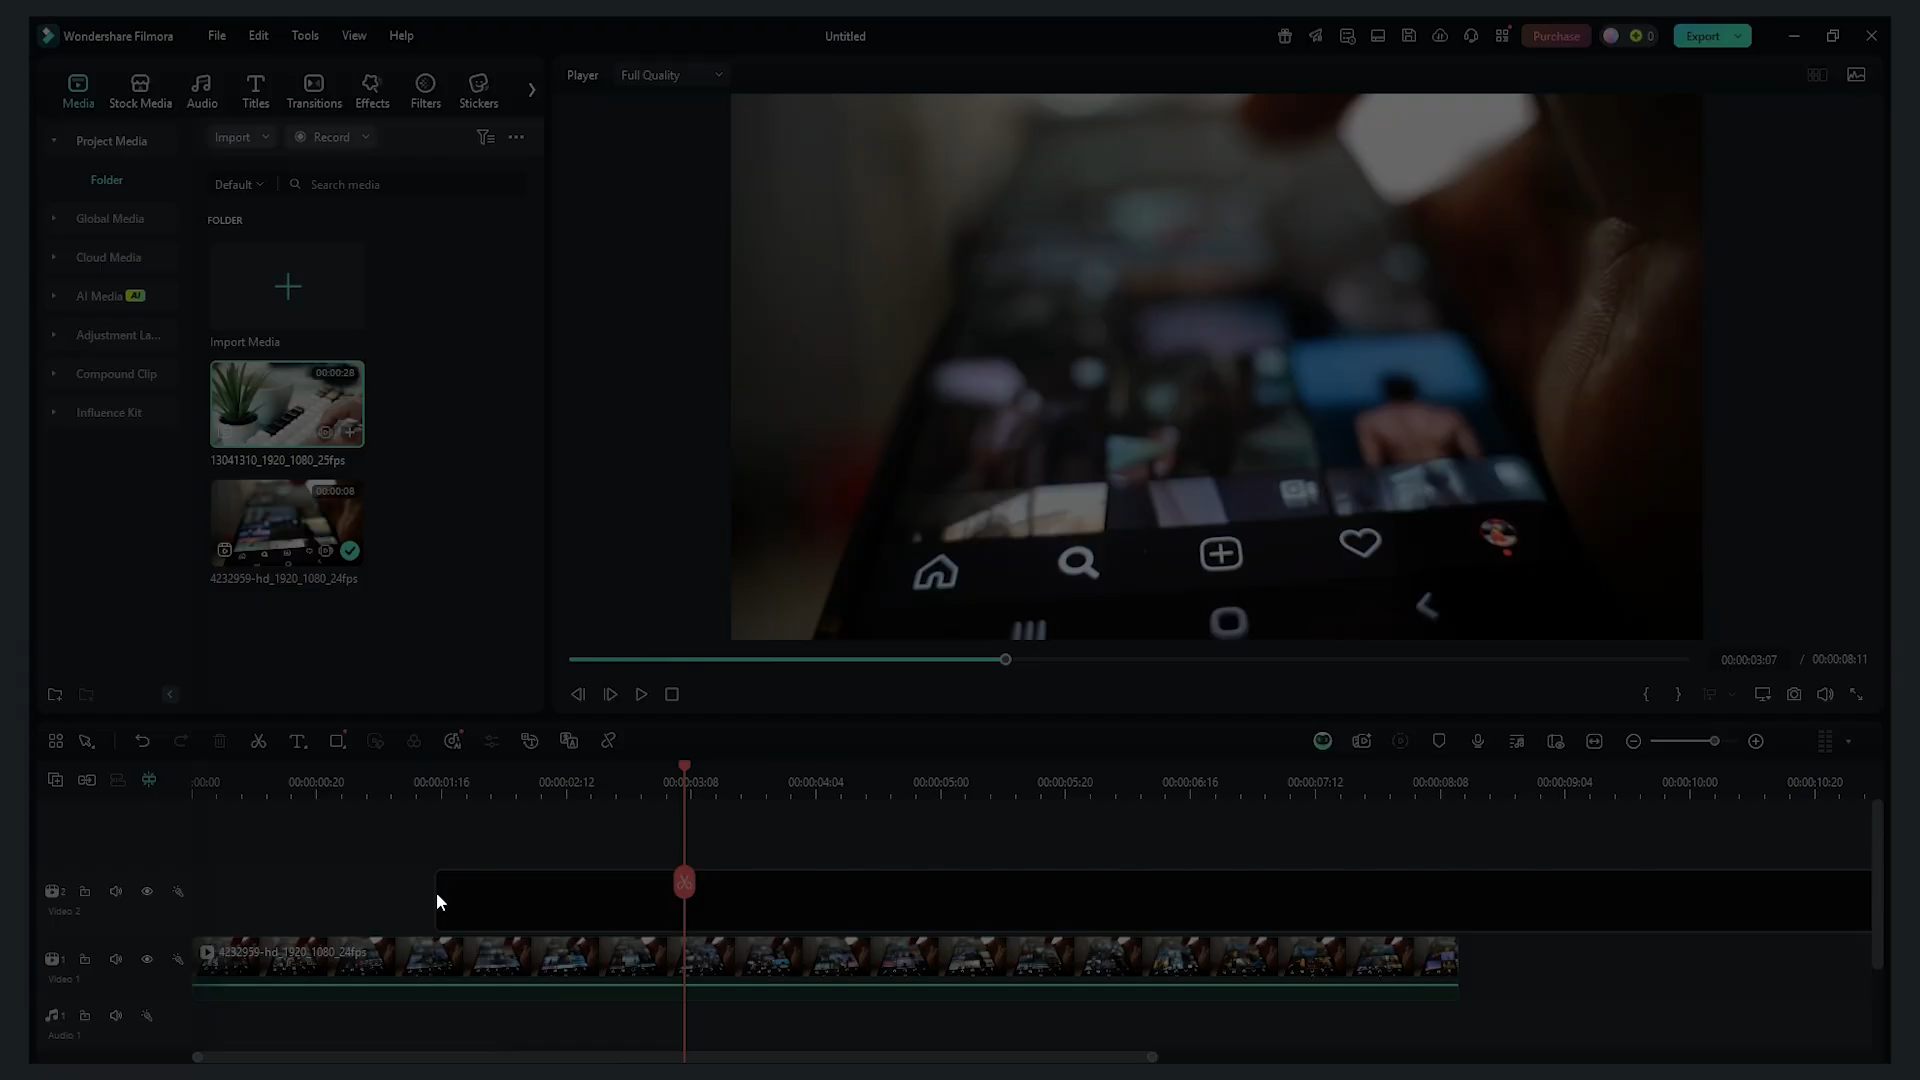 Wondershare Filmora
File
Edit
Tools
View
Help
Untitled
Purchase
0
Export
Media
Stock Media
Audio
Titles
Transitions
Effects
Filters
Stickers
Player
Full Quality
Project Media
Folder
Global Media
Cloud Media
AI Media AI
Adjustment La...
Compound Clip
Influence Kit
Import
Record
Default
Search media
FOLDER
Import Media
00:00:28
13041310_1920_1080_25fps
00:00:08
4232959-hd_1920_1080_24fps
00:00:03:07 / 00:00:08:11
:00:00
00:00:00:20
00:00:01:16
00:00:02:12
00:00:03:08
00:00:04:04
00:00:05:00
00:00:05:20
00:00:06:16
00:00:07:12
00:00:08:08
00:00:09:04
00:00:10:00
00:00:10:20
2
Video 2
4232959-hd_1920_1080_24fps
1
Video 1
1
Audio 1